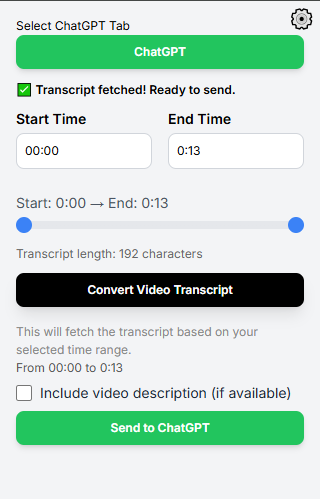 Select ChatGPT Tab
ChatGPT
✅ Transcript fetched! Ready to send.
Start Time End Time
00:00 0:13
Start: 0:00 → End: 0:13
Transcript length: 192 characters
Convert Video Transcript
This will fetch the transcript based on your
selected time range.
From 00:00 to 0:13
Include video description (if available)
Send to ChatGPT